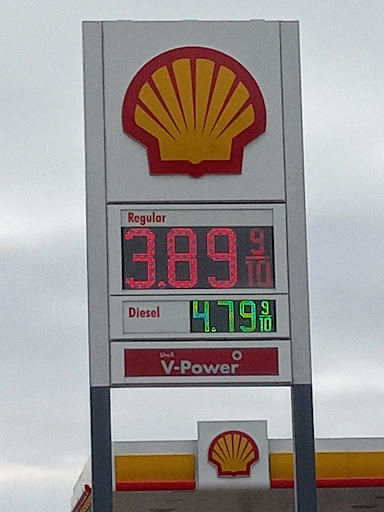 Regular
3.89 9/10
Diesel
4.79 9/10
Shell
V-Power